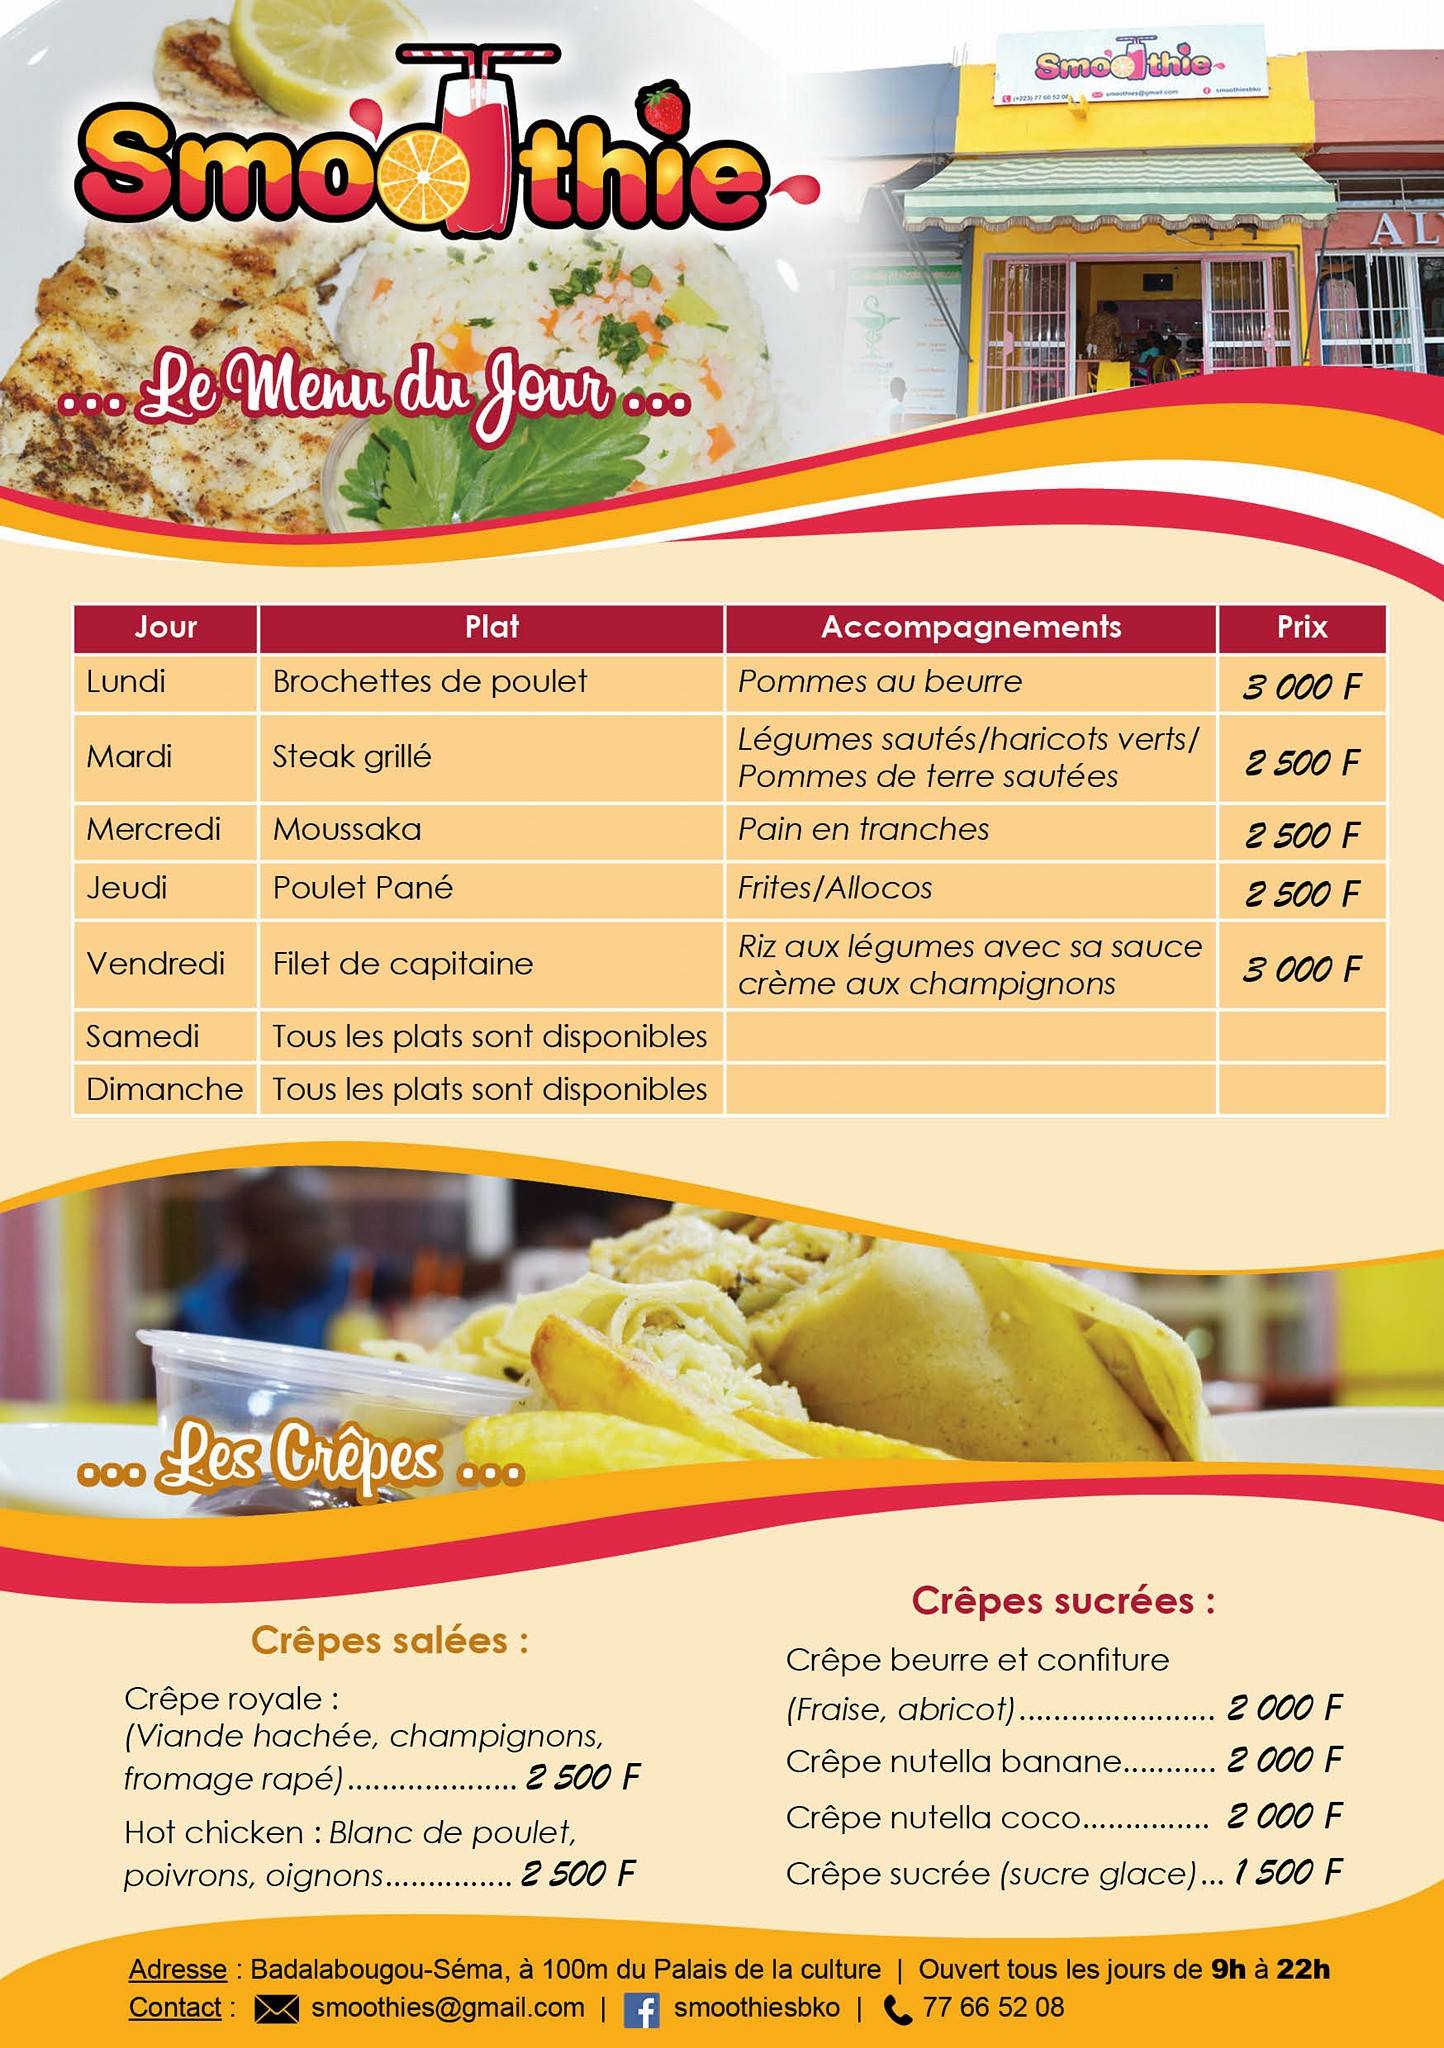 Smoothie
Smoothie
(+223) 77 66 52 08 smoothies@gmail.com smoothiesbko
AL
... Le Menu du Jour ...
Jour Plat Accompagnements Prix
Lundi Brochettes de poulet Pommes au beurre 3 000 F
Mardi Steak grillé Légumes sautés/haricots verts/
Pommes de terre sautées 2 500 F
Mercredi Moussaka Pain en tranches 2 500 F
Jeudi Poulet Pané Frites/Allocos 2 500 F
Vendredi Filet de capitaine Riz aux légumes avec sa sauce
crème aux champignons 3 000 F
Samedi Tous les plats sont disponibles
Dimanche Tous les plats sont disponibles
... Les Crêpes ...
Crêpes salées :
Crêpe royale :
(Viande hachée, champignons,
fromage rapé).................... 2 500 F
Hot chicken : Blanc de poulet,
poivrons, oignons............... 2 500 F
Crêpes sucrées :
Crêpe beurre et confiture
(Fraise, abricot)....................... 2 000 F
Crêpe nutella banane........... 2 000 F
Crêpe nutella coco............... 2 000 F
Crêpe sucrée (sucre glace)... 1 500 F
Adresse : Badalabougou-Séma, à 100m du Palais de la culture | Ouvert tous les jours de 9h à 22h
Contact : smoothies@gmail.com | smoothiesbko | 77 66 52 08